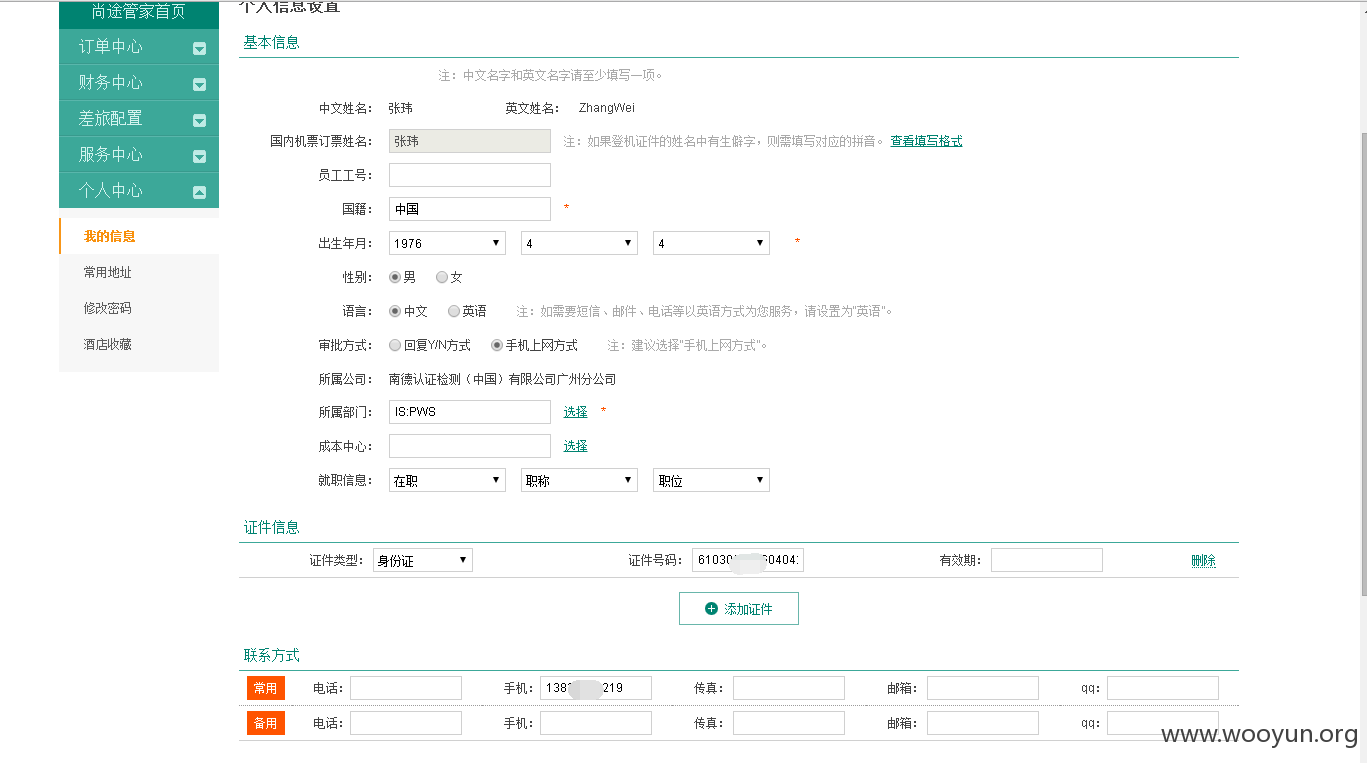 尚途管家首页
订单中心
财务中心
差旅配置
服务中心
个人中心
我的信息
常用地址
修改密码
酒店收藏
个人信息设置
基本信息
注：中文名字和英文名字请至少填写一项。
中文姓名： 张玮 英文姓名： ZhangWei
国内机票订票姓名： 张玮 注：如果登机证件的姓名中有生僻字，则需填写对应的拼音。 查看填写格式
员工工号：
国籍： 中国 *
出生年月： 1976 4 4 *
性别： 男 女
语言： 中文 英语 注：如需要短信、邮件、电话等以英语方式为您服务，请设置为"英语"。
审批方式： 回复Y/N方式 手机上网方式 注：建议选择"手机上网方式"。
所属公司： 南德认证检测（中国）有限公司广州分公司
所属部门： IS:PWS 选择 *
成本中心： 选择
就职信息： 在职 职称 职位
证件信息
证件类型： 身份证 证件号码： 6103 0404 有效期： 删除
添加证件
联系方式
常用 电话： 手机： 138 219 传真： 邮箱： qq：
备用 电话： 手机： 传真： 邮箱： qq：
www.wooyun.org